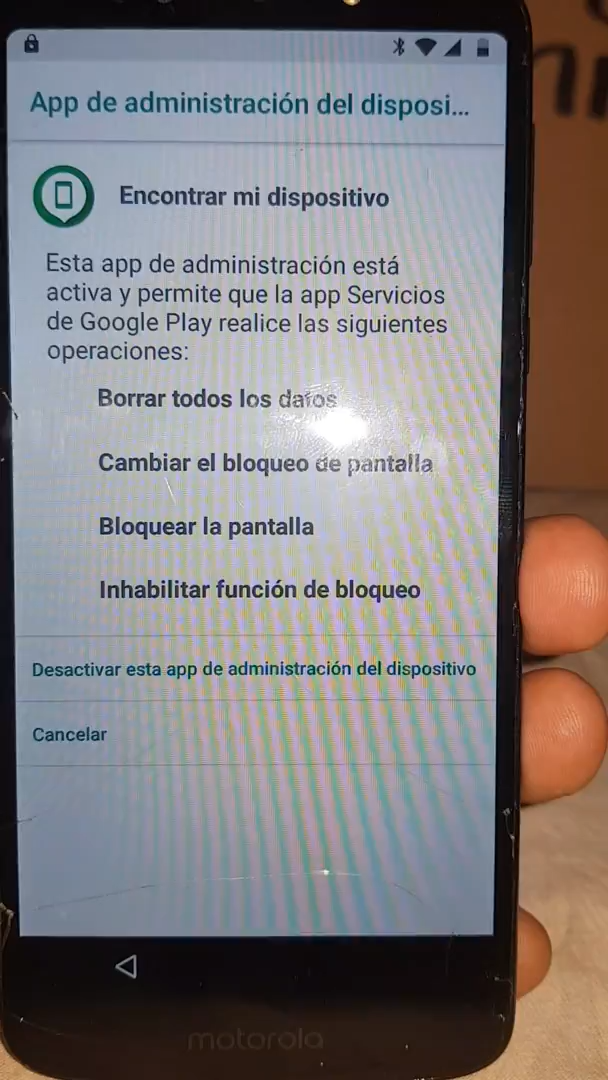 App de administración del disposi...
Encontrar mi dispositivo
Esta app de administración está
activa y permite que la app Servicios
de Google Play realice las siguientes
operaciones:
Borrar todos los datos
Cambiar el bloqueo de pantalla
Bloquear la pantalla
Inhabilitar función de bloqueo
Desactivar esta app de administración del dispositivo
Cancelar
motorola